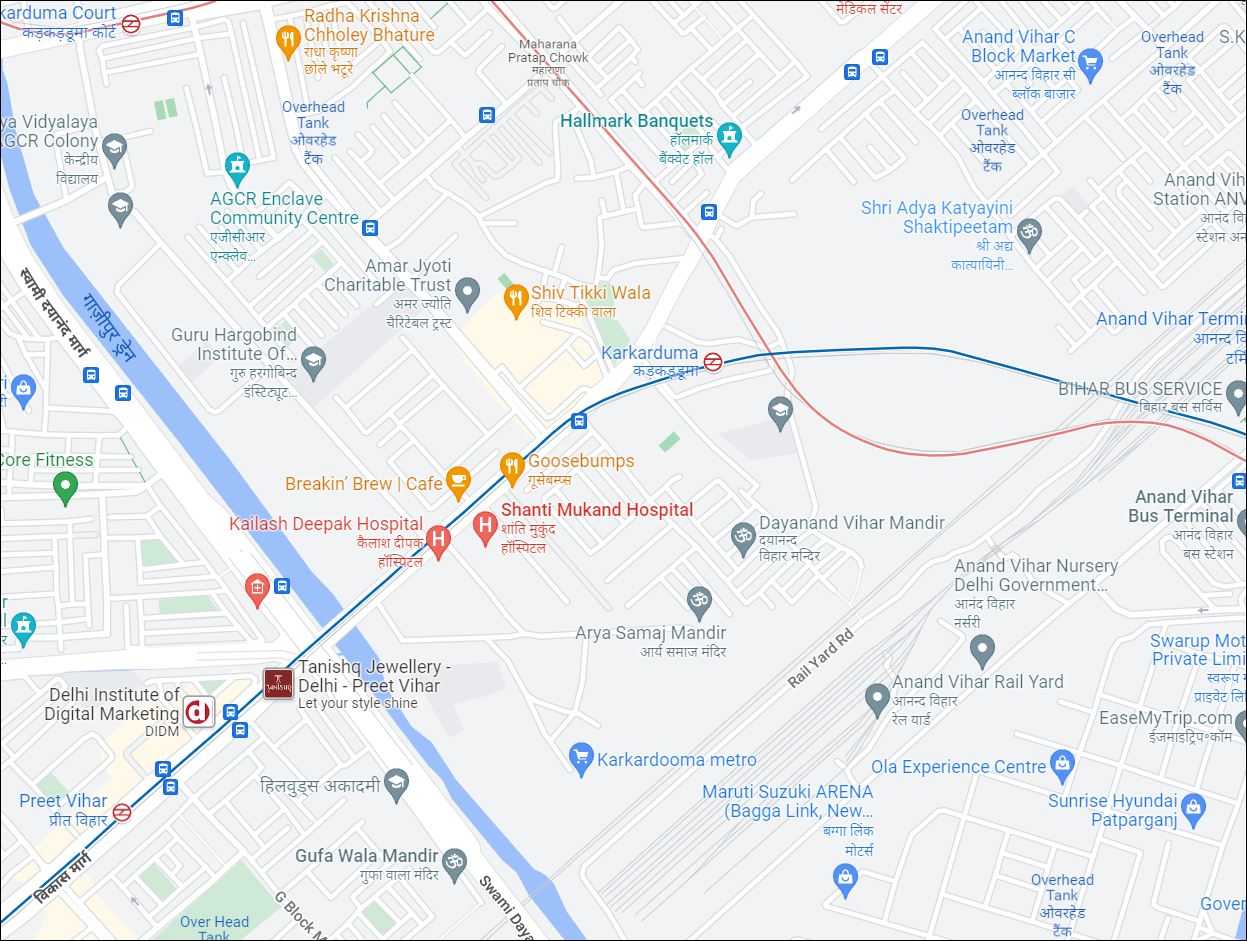 karduma Court
कड़कड़डूमा कोर्ट
Radha Krishna
Chholey Bhature
राधा कृष्णा
छोले भटूरे
Maharana
Pratap Chowk
महाराणा
प्रताप चौक
मेडिकल सेंटर
Anand Vihar C
Block Market
आनन्द विहार सी
ब्लॉक बाजार
Overhead
Tank
ओवरहेड
टैंक
S.K
Overhead
Tank
ओवरहेड
टैंक
ya Vidyalaya
AGCR Colony
केन्द्रीय
विद्यालय
Hallmark Banquets
हॉलमार्क
बैंक्वेट हॉल
Overhead
Tank
ओवरहेड
टैंक
AGCR Enclave
Community Centre
एजीसीआर
एन्क्लेव...
Anand Vih
Station ANV
आनंद वि
स्टेशन अन
Shri Adya Katyayini
Shaktipeetam
श्री अद्य
कात्यायिनी...
स्वामी दयानंद मार्ग
गाज़ीपुर ड्रेन
Amar Jyoti
Charitable Trust
अमर ज्योति
चैरिटेबल ट्रस्ट
Shiv Tikki Wala
शिव टिक्की वाला
Guru Hargobind
Institute Of...
गुरु हरगोबिन्द
इंस्टिट्यूट...
Karkarduma
कड़कड़डूमा
Anand Vihar Termi
आनन्द वि
टर्मि
BIHAR BUS SERVICE
बिहार बस सर्विस
Core Fitness
Breakin' Brew | Cafe
Goosebumps
गूसेबम्प्स
Kailash Deepak Hospital
कैलाश दीपक
हॉस्पिटल
Shanti Mukand Hospital
शांति मुकुंद
हॉस्पिटल
Anand Vihar
Bus Terminal
आनंद विहार
बस स्टेशन
Dayanand Vihar Mandir
दयानन्द
विहार मन्दिर
Anand Vihar Nursery
Delhi Government...
आनंद विहार
नर्सरी
Arya Samaj Mandir
आर्य समाज मंदिर
Rail Yard Rd
Swarup Mot
Private Limi
स्वरूप म
प्राइवेट लि
Tanishq Jewellery -
Delhi - Preet Vihar
Let your style shine
TANISHQ
Delhi Institute of
Digital Marketing
DIDM
Anand Vihar Rail Yard
आनन्द विहार
रेल यार्ड
EaseMyTrip.com
ईजमाइट्रिप॰कॉम
Karkardooma metro
Ola Experience Centre
हिलवुड्स अकादमी
Maruti Suzuki ARENA
(Bagga Link, New...
बग्गा लिंक
मोटर्स
Sunrise Hyundai
Patparganj
Preet Vihar
प्रीत विहार
Gufa Wala Mandir
गुफा वाला मंदिर
विकास मार्ग
G Block M
Swami Daya
Over Head
Tank
Overhead
Tank
ओवरहेड
टैंक
Gover